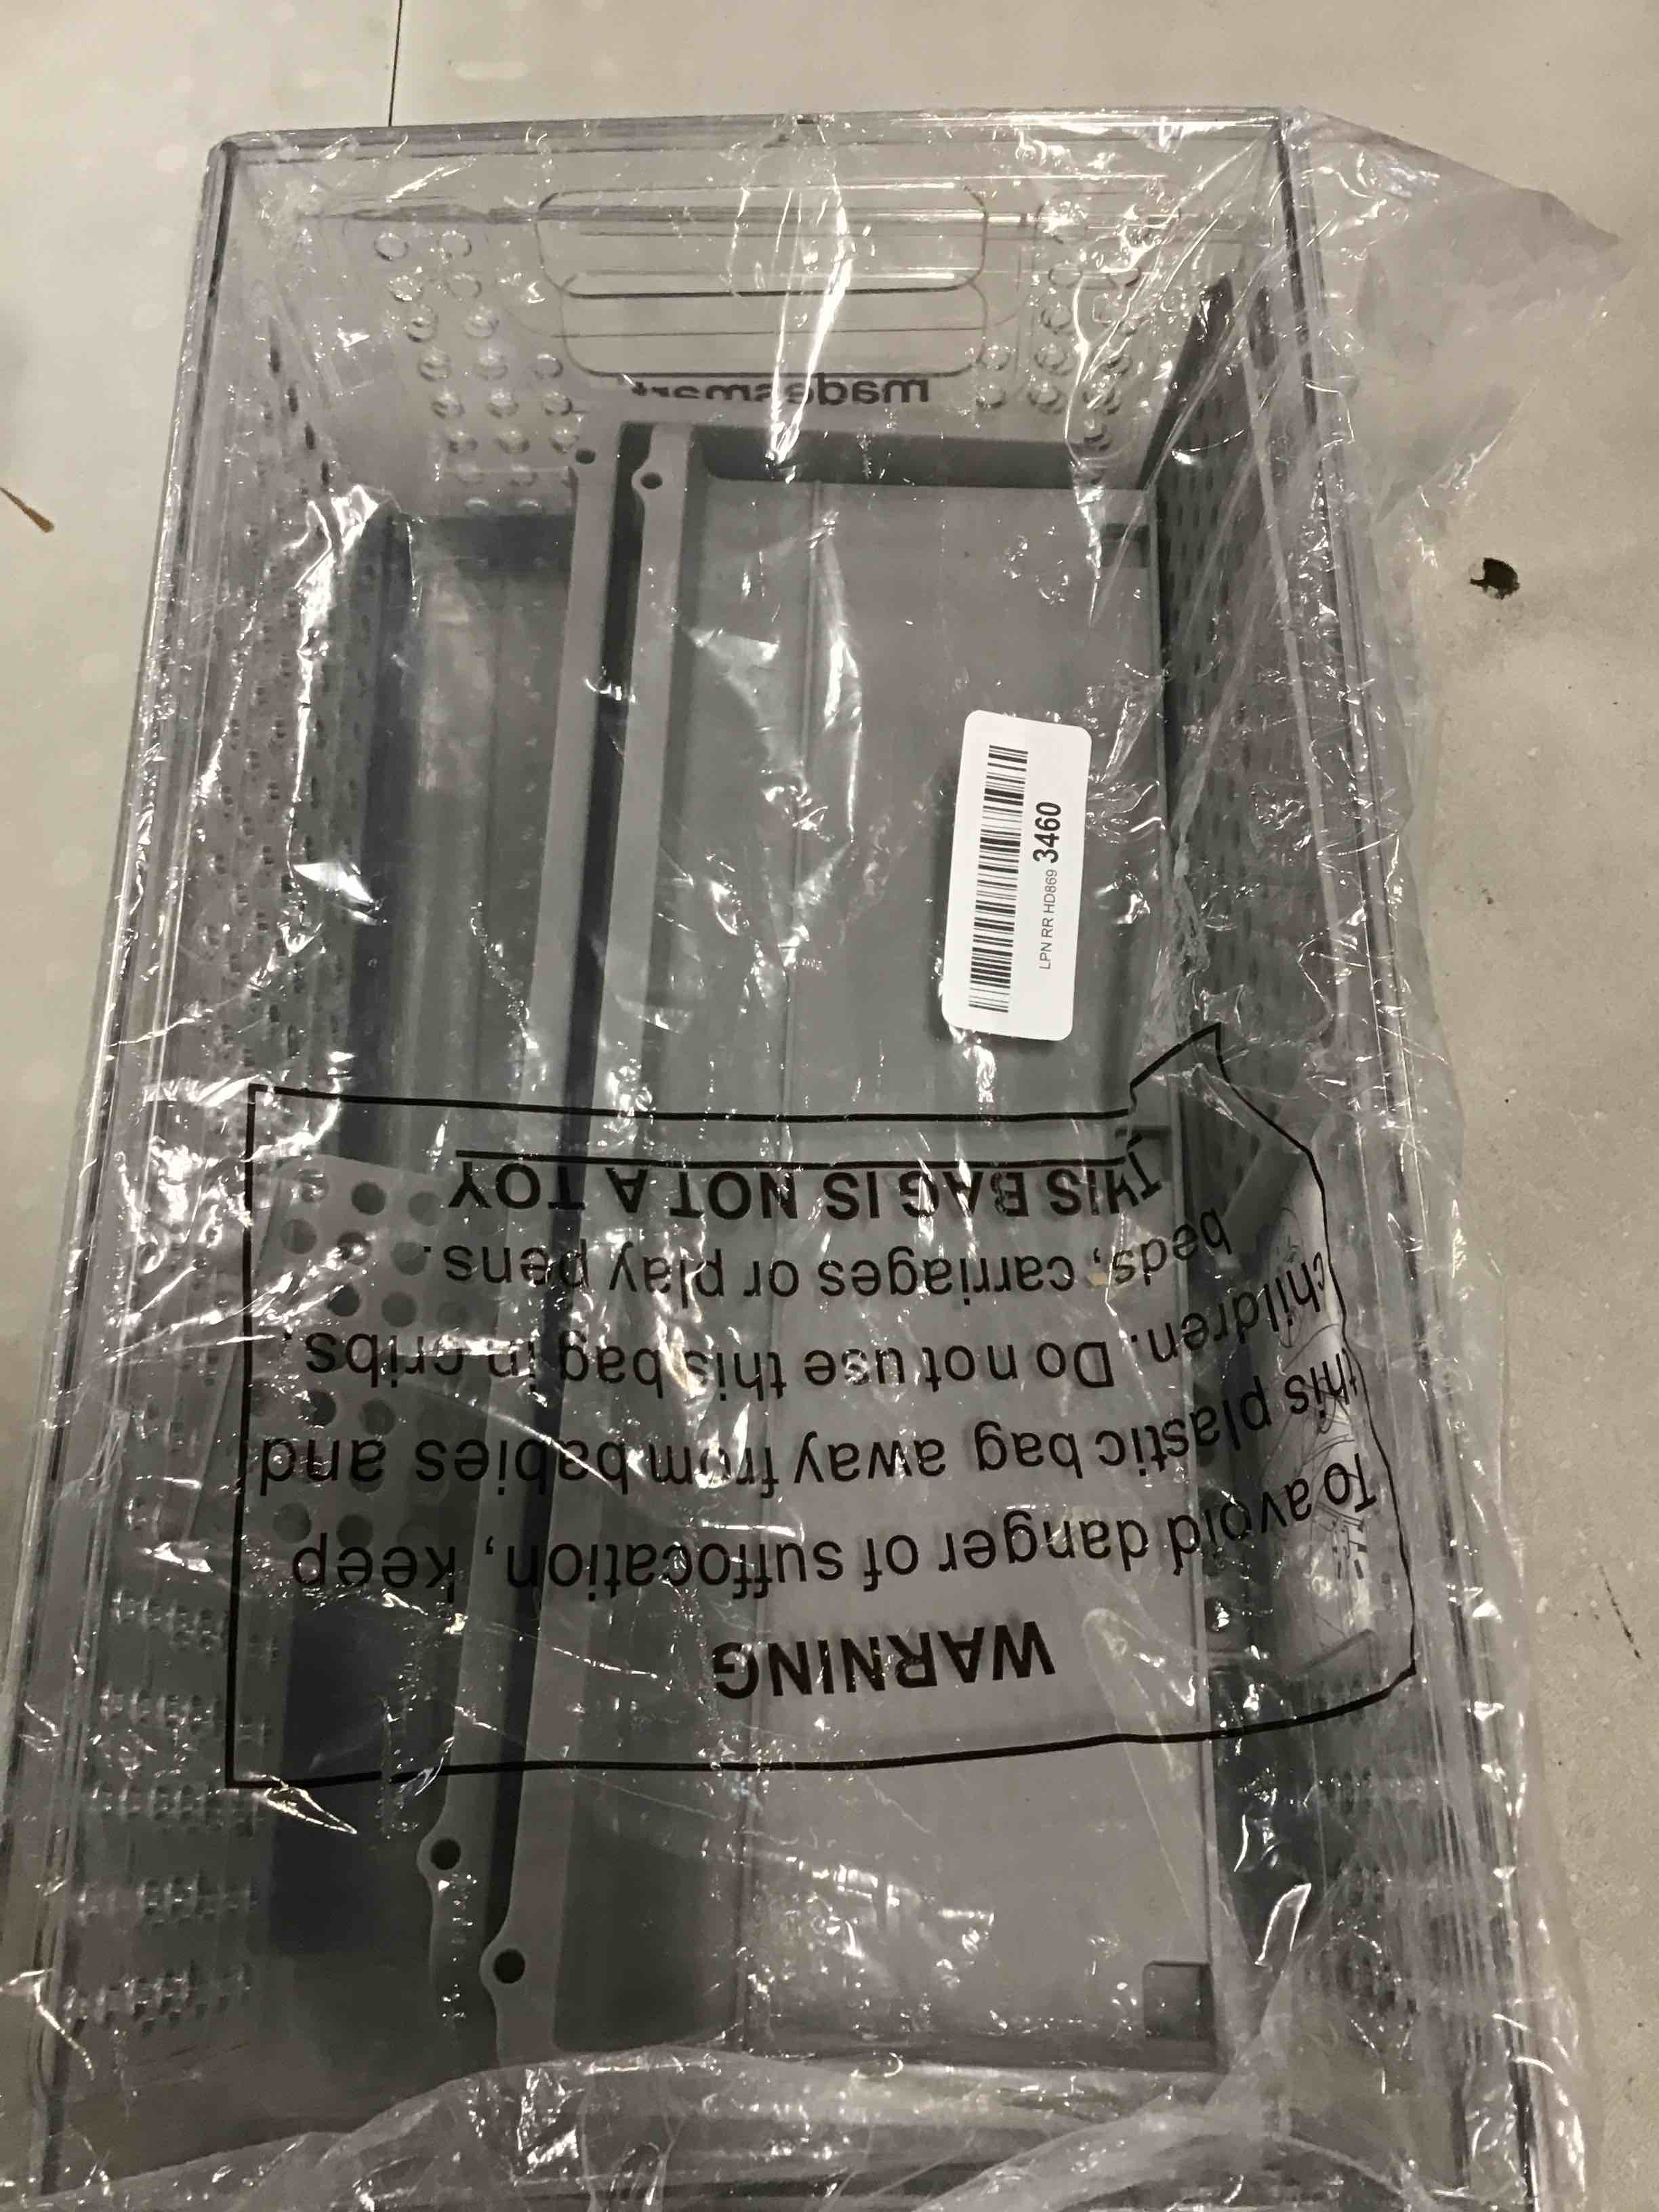 madesmart
LPN RR HD869 3460
WARNING
To avoid danger of suffocation, keep
this plastic bag away from babies and
children. Do not use this bag in cribs,
beds, carriages or play pens.
THIS BAG IS NOT A TOY